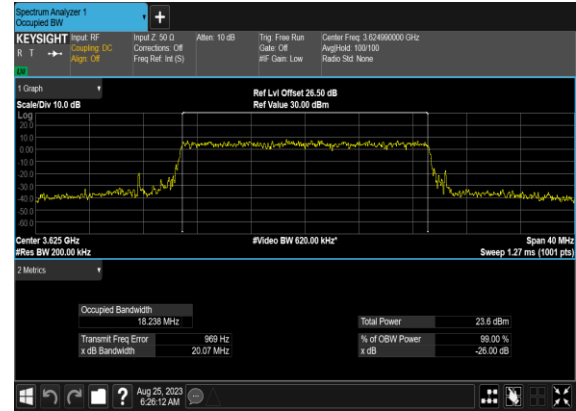 Spectrum Analyzer 1
Occupied BW
KEYSIGHT Input: RF Input Z: 50 Ω Atten: 10 dB Trig: Free Run Center Freq: 3.624990000 GHz
R T Coupling: DC Corrections: Off Gate: Off Avg|Hold: 100/100
Align: Off Freq Ref: Int (S) #IF Gain: Low Radio Std: None
LU
1 Graph
Ref Lvl Offset 26.50 dB
Scale/Div 10.0 dB Ref Value 30.00 dBm
Log
20.0
10.0
0.00
-10.0
-20.0
-30.0
-40.0
-50.0
-60.0
Center 3.625 GHz #Video BW 620.00 kHz* Span 40 MHz
#Res BW 200.00 kHz Sweep 1.27 ms (1001 pts)
2 Metrics
Occupied Bandwidth
18.238 MHz Total Power 23.6 dBm
Transmit Freq Error 969 Hz % of OBW Power 99.00 %
x dB Bandwidth 20.07 MHz x dB -26.00 dB
?
Aug 25, 2023
6:26:12 AM